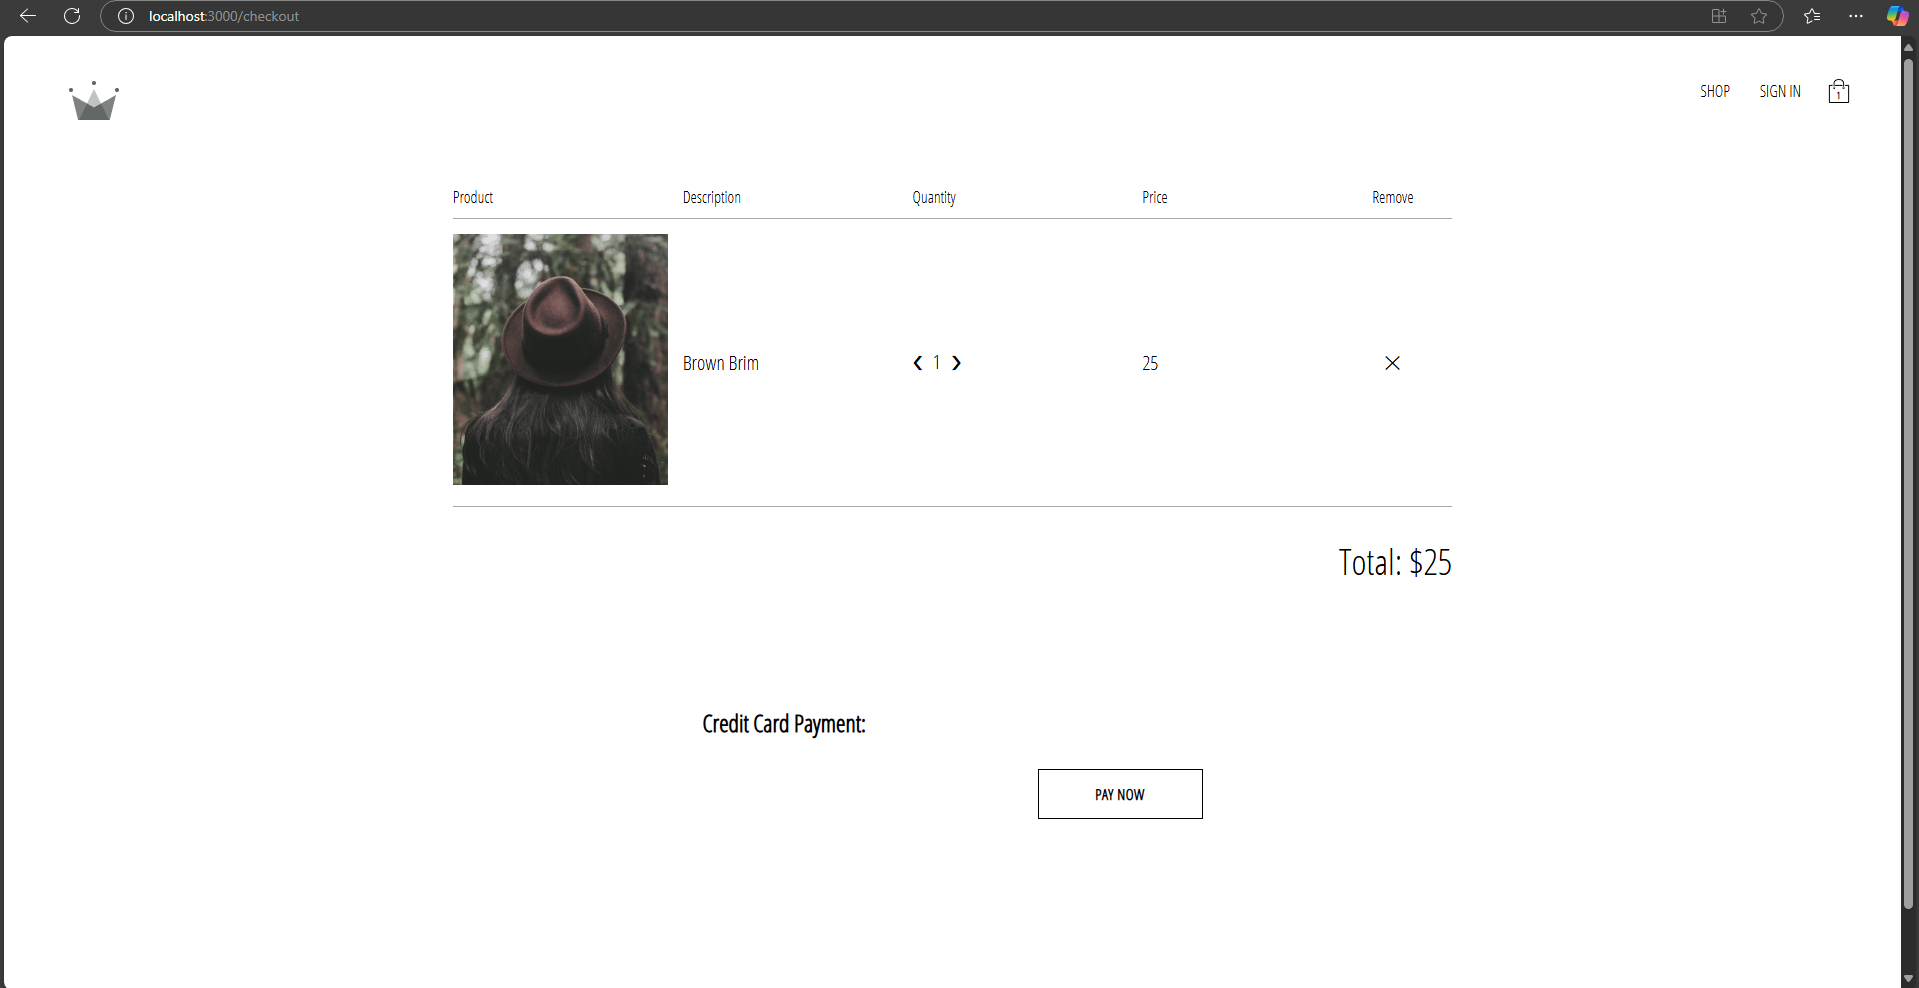 localhost:3000/checkout
SHOP SIGN IN 1
Product Description Quantity Price Remove
Brown Brim ❮ 1 ❯ 25
Total: $25
Credit Card Payment:
PAY NOW